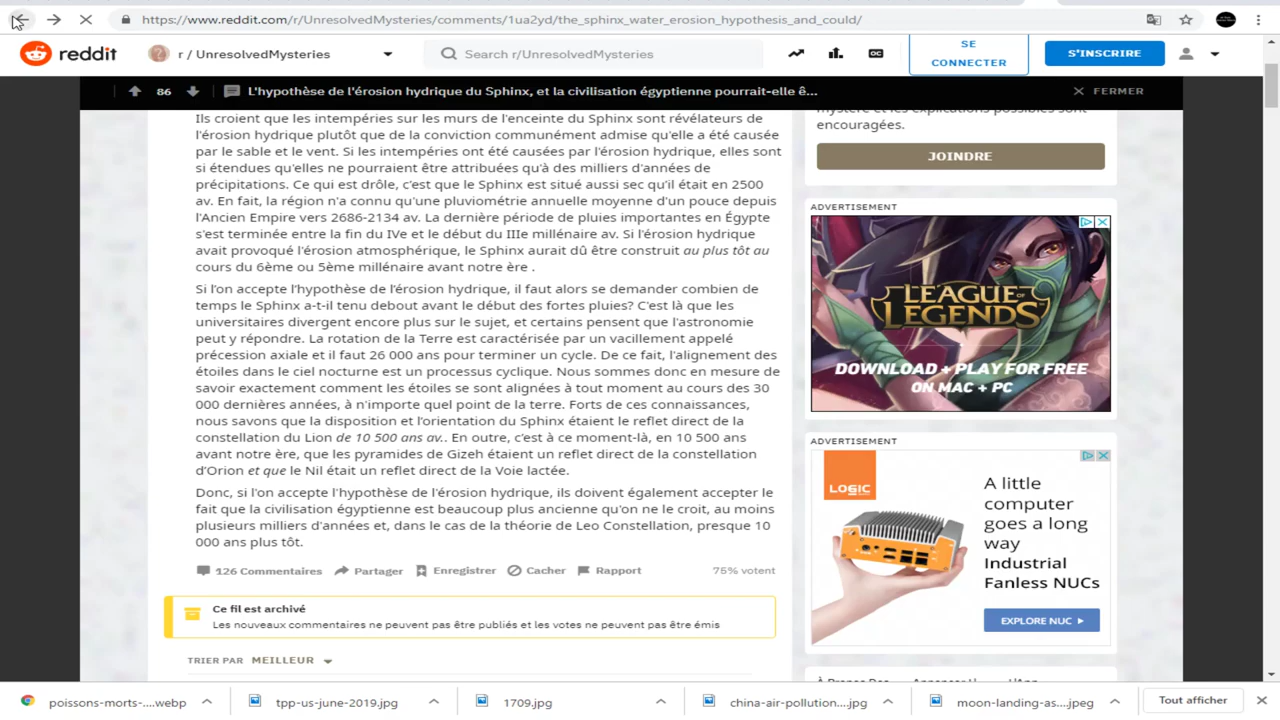 https://www.reddit.com/r/UnresolvedMysteries/comments/1ua2yd/the_sphinx_water_erosion_hypothesis_and_could/
reddit
r / UnresolvedMysteries
Search r/UnresolvedMysteries
SE CONNECTER
S'INSCRIRE
86
L'hypothèse de l'érosion hydrique du Sphinx, et la civilisation égyptienne pourrait-elle ê...
FERMER
Ils croient que les intempéries sur les murs de l'enceinte du Sphinx sont révélateurs de
l'érosion hydrique plutôt que de la conviction communément admise qu'elle a été causée
par le sable et le vent. Si les intempéries ont été causées par l'érosion hydrique, elles sont
si étendues qu'elles ne pourraient être attribuées qu'à des milliers d'années de
précipitations. Ce qui est drôle, c'est que le Sphinx est situé aussi sec qu'il était en 2500
av. En fait, la région n'a connu qu'une pluviométrie annuelle moyenne d'un pouce depuis
l'Ancien Empire vers 2686-2134 av. La dernière période de pluies importantes en Égypte
s'est terminée entre la fin du IVe et le début du IIIe millénaire av. Si l'érosion hydrique
avait provoqué l'érosion atmosphérique, le Sphinx aurait dû être construit au plus tôt au
cours du 6ème ou 5ème millénaire avant notre ère .
Si l'on accepte l'hypothèse de l'érosion hydrique, il faut alors se demander combien de
temps le Sphinx a-t-il tenu debout avant le début des fortes pluies? C'est là que les
universitaires divergent encore plus sur le sujet, et certains pensent que l'astronomie
peut y répondre. La rotation de la Terre est caractérisée par un vacillement appelé
précession axiale et il faut 26 000 ans pour terminer un cycle. De ce fait, l'alignement des
étoiles dans le ciel nocturne est un processus cyclique. Nous sommes donc en mesure de
savoir exactement comment les étoiles se sont alignées à tout moment au cours des 30
000 dernières années, à n'importe quel point de la terre. Forts de ces connaissances,
nous savons que la disposition et l'orientation du Sphinx étaient le reflet direct de la
constellation du Lion de 10 500 ans av.. En outre, c'est à ce moment-là, en 10 500 ans
avant notre ère, que les pyramides de Gizeh étaient un reflet direct de la constellation
d'Orion et que le Nil était un reflet direct de la Voie lactée.
Donc, si l'on accepte l'hypothèse de l'érosion hydrique, ils doivent également accepter le
fait que la civilisation égyptienne est beaucoup plus ancienne qu'on ne le croit, au moins
plusieurs milliers d'années et, dans le cas de la théorie de Leo Constellation, presque 10
000 ans plus tôt.
126 Commentaires Partager Enregistrer Cacher Rapport 75% votent
Ce fil est archivé
Les nouveaux commentaires ne peuvent pas être publiés et les votes ne peuvent pas être émis
TRIER PAR MEILLEUR
mystère et les explications possibles sont
encouragées.
JOINDRE
ADVERTISEMENT
LEAGUE OF LEGENDS
DOWNLOAD + PLAY FOR FREE
ON MAC + PC
ADVERTISEMENT
LOGIC
A little
computer
goes a long
way
Industrial
Fanless NUCs
EXPLORE NUC
poissons-morts-....webp
tpp-us-june-2019.jpg
1709.jpg
china-air-pollution....jpg
moon-landing-as....jpeg
Tout afficher